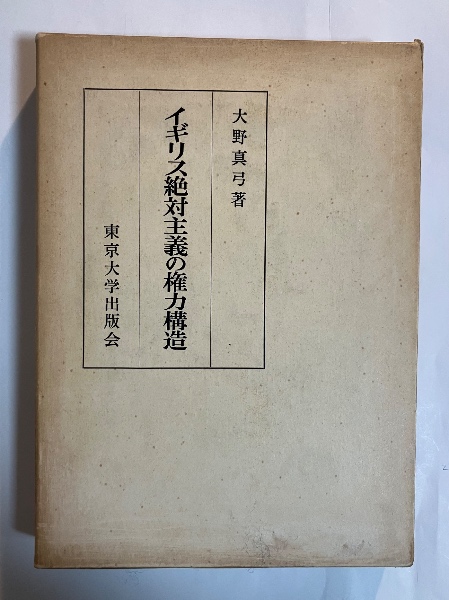 大野真弓著
イギリス絶対主義の権力構造
東京大学出版会